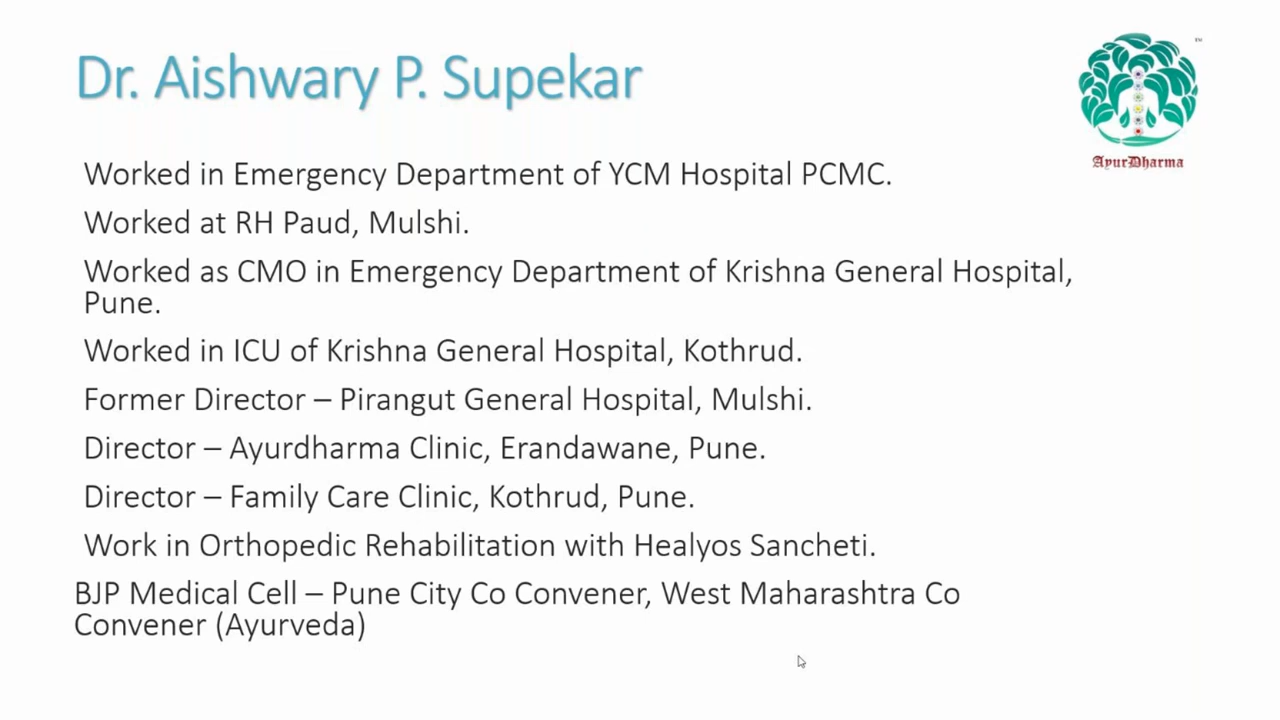 Dr. Aishwary P. Supekar
TM
AyurDharma
Worked in Emergency Department of YCM Hospital PCMC.
Worked at RH Paud, Mulshi.
Worked as CMO in Emergency Department of Krishna General Hospital,
Pune.
Worked in ICU of Krishna General Hospital, Kothrud.
Former Director – Pirangut General Hospital, Mulshi.
Director – Ayurdharma Clinic, Erandawane, Pune.
Director – Family Care Clinic, Kothrud, Pune.
Work in Orthopedic Rehabilitation with Healyos Sancheti.
BJP Medical Cell – Pune City Co Convener, West Maharashtra Co
Convener (Ayurveda)